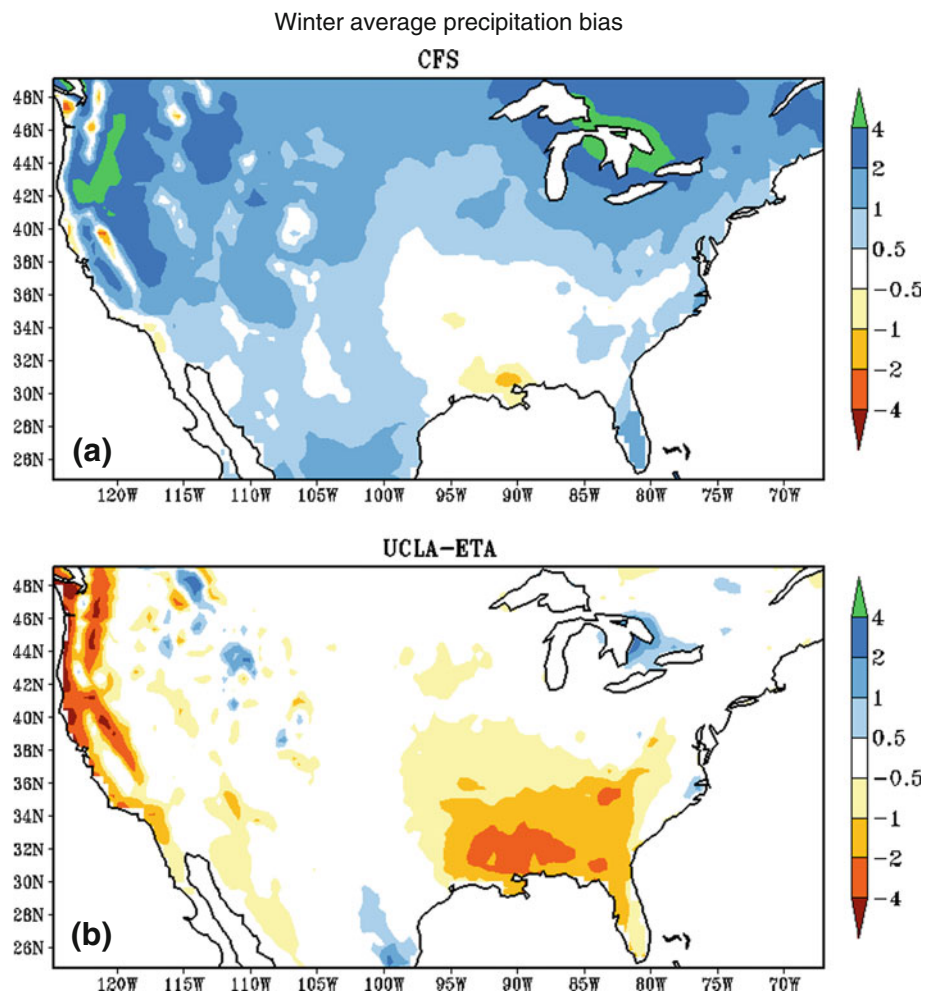 Winter average precipitation bias
CFS
48N
46N
44N
42N
40N
38N
36N
34N
32N
30N
28N
26N
(a)
120W 115W 110W 105W 100W 95W 90W 85W 80W 75W 70W
4
2
1
0.5
-0.5
-1
-2
-4
UCLA-ETA
48N
46N
44N
42N
40N
38N
36N
34N
32N
30N
28N
26N
(b)
120W 115W 110W 105W 100W 95W 90W 85W 80W 75W 70W
4
2
1
0.5
-0.5
-1
-2
-4